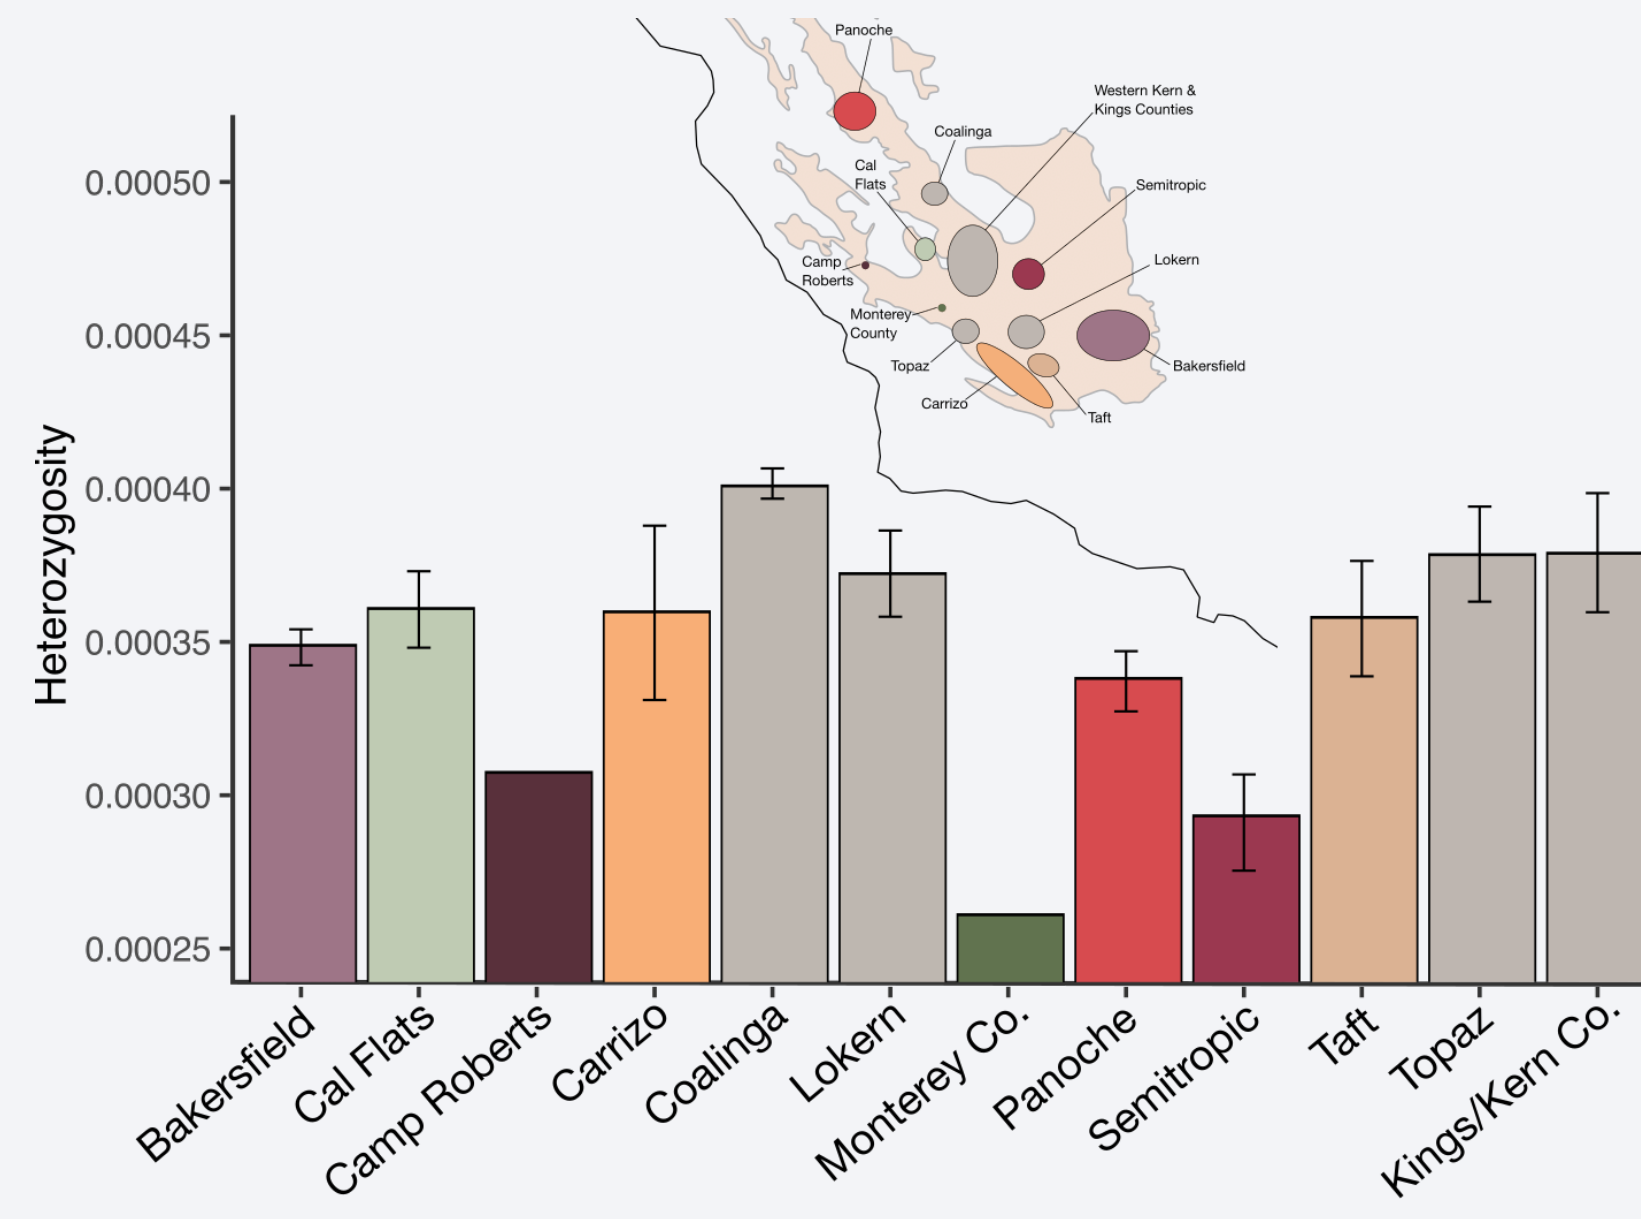 Panoche
Western Kern &
Kings Counties
Coalinga
Cal
Flats
Semitropic
Camp
Roberts
Lokern
Monterey
County
Topaz
Bakersfield
Carrizo
Taft
Heterozygosity
0.00050
0.00045
0.00040
0.00035
0.00030
0.00025
Bakersfield
Cal Flats
Camp Roberts
Carrizo
Coalinga
Lokern
Monterey Co.
Panoche
Semitropic
Taft
Topaz
Kings/Kern Co.